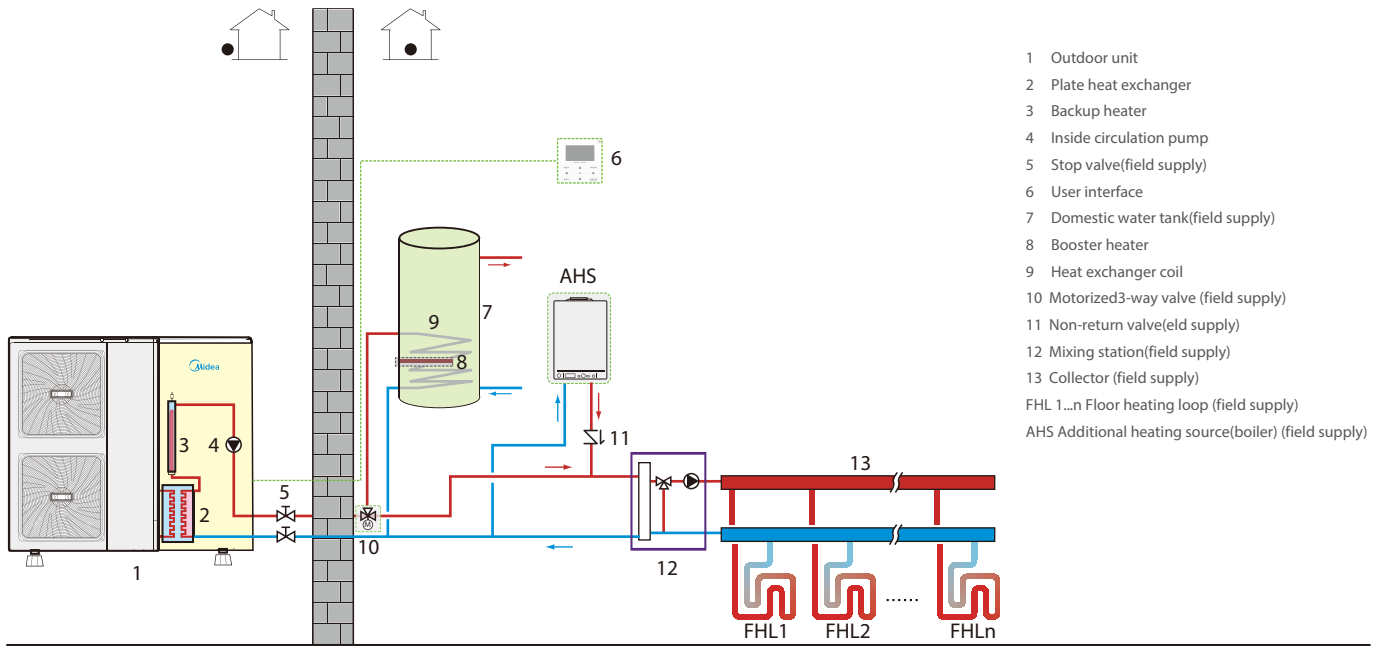 6
AHS
9
7
8
Midea
3
4
11
5
13
2
M
10
12
1
......
FHL1
FHL2
FHLn
1 Outdoor unit
2 Plate heat exchanger
3 Backup heater
4 Inside circulation pump
5 Stop valve(field supply)
6 User interface
7 Domestic water tank(field supply)
8 Booster heater
9 Heat exchanger coil
10 Motorized3-way valve (field supply)
11 Non-return valve(eld supply)
12 Mixing station(field supply)
13 Collector (field supply)
FHL 1...n Floor heating loop (field supply)
AHS Additional heating source(boiler) (field supply)